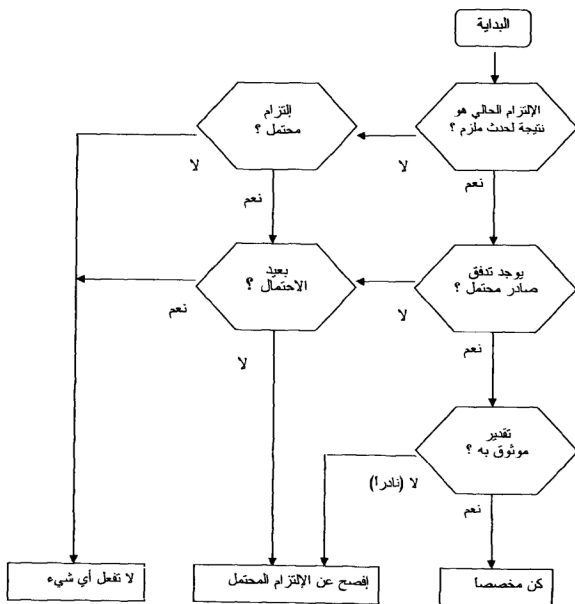 البداية
الإلتزام الحالي هو
نتيجة لحدث ملزم ؟
إلتزام
محتمل ؟
لا
لا
نعم
نعم
يوجد تدفق
صادر محتمل ؟
بعيد
الاحتمال ؟
لا
نعم
نعم
لا
تقدير
موثوق به ؟
لا (نادراً)
نعم
كن مخصصاً
إفصح عن الإلتزام المحتمل
لا تفعل أي شيء